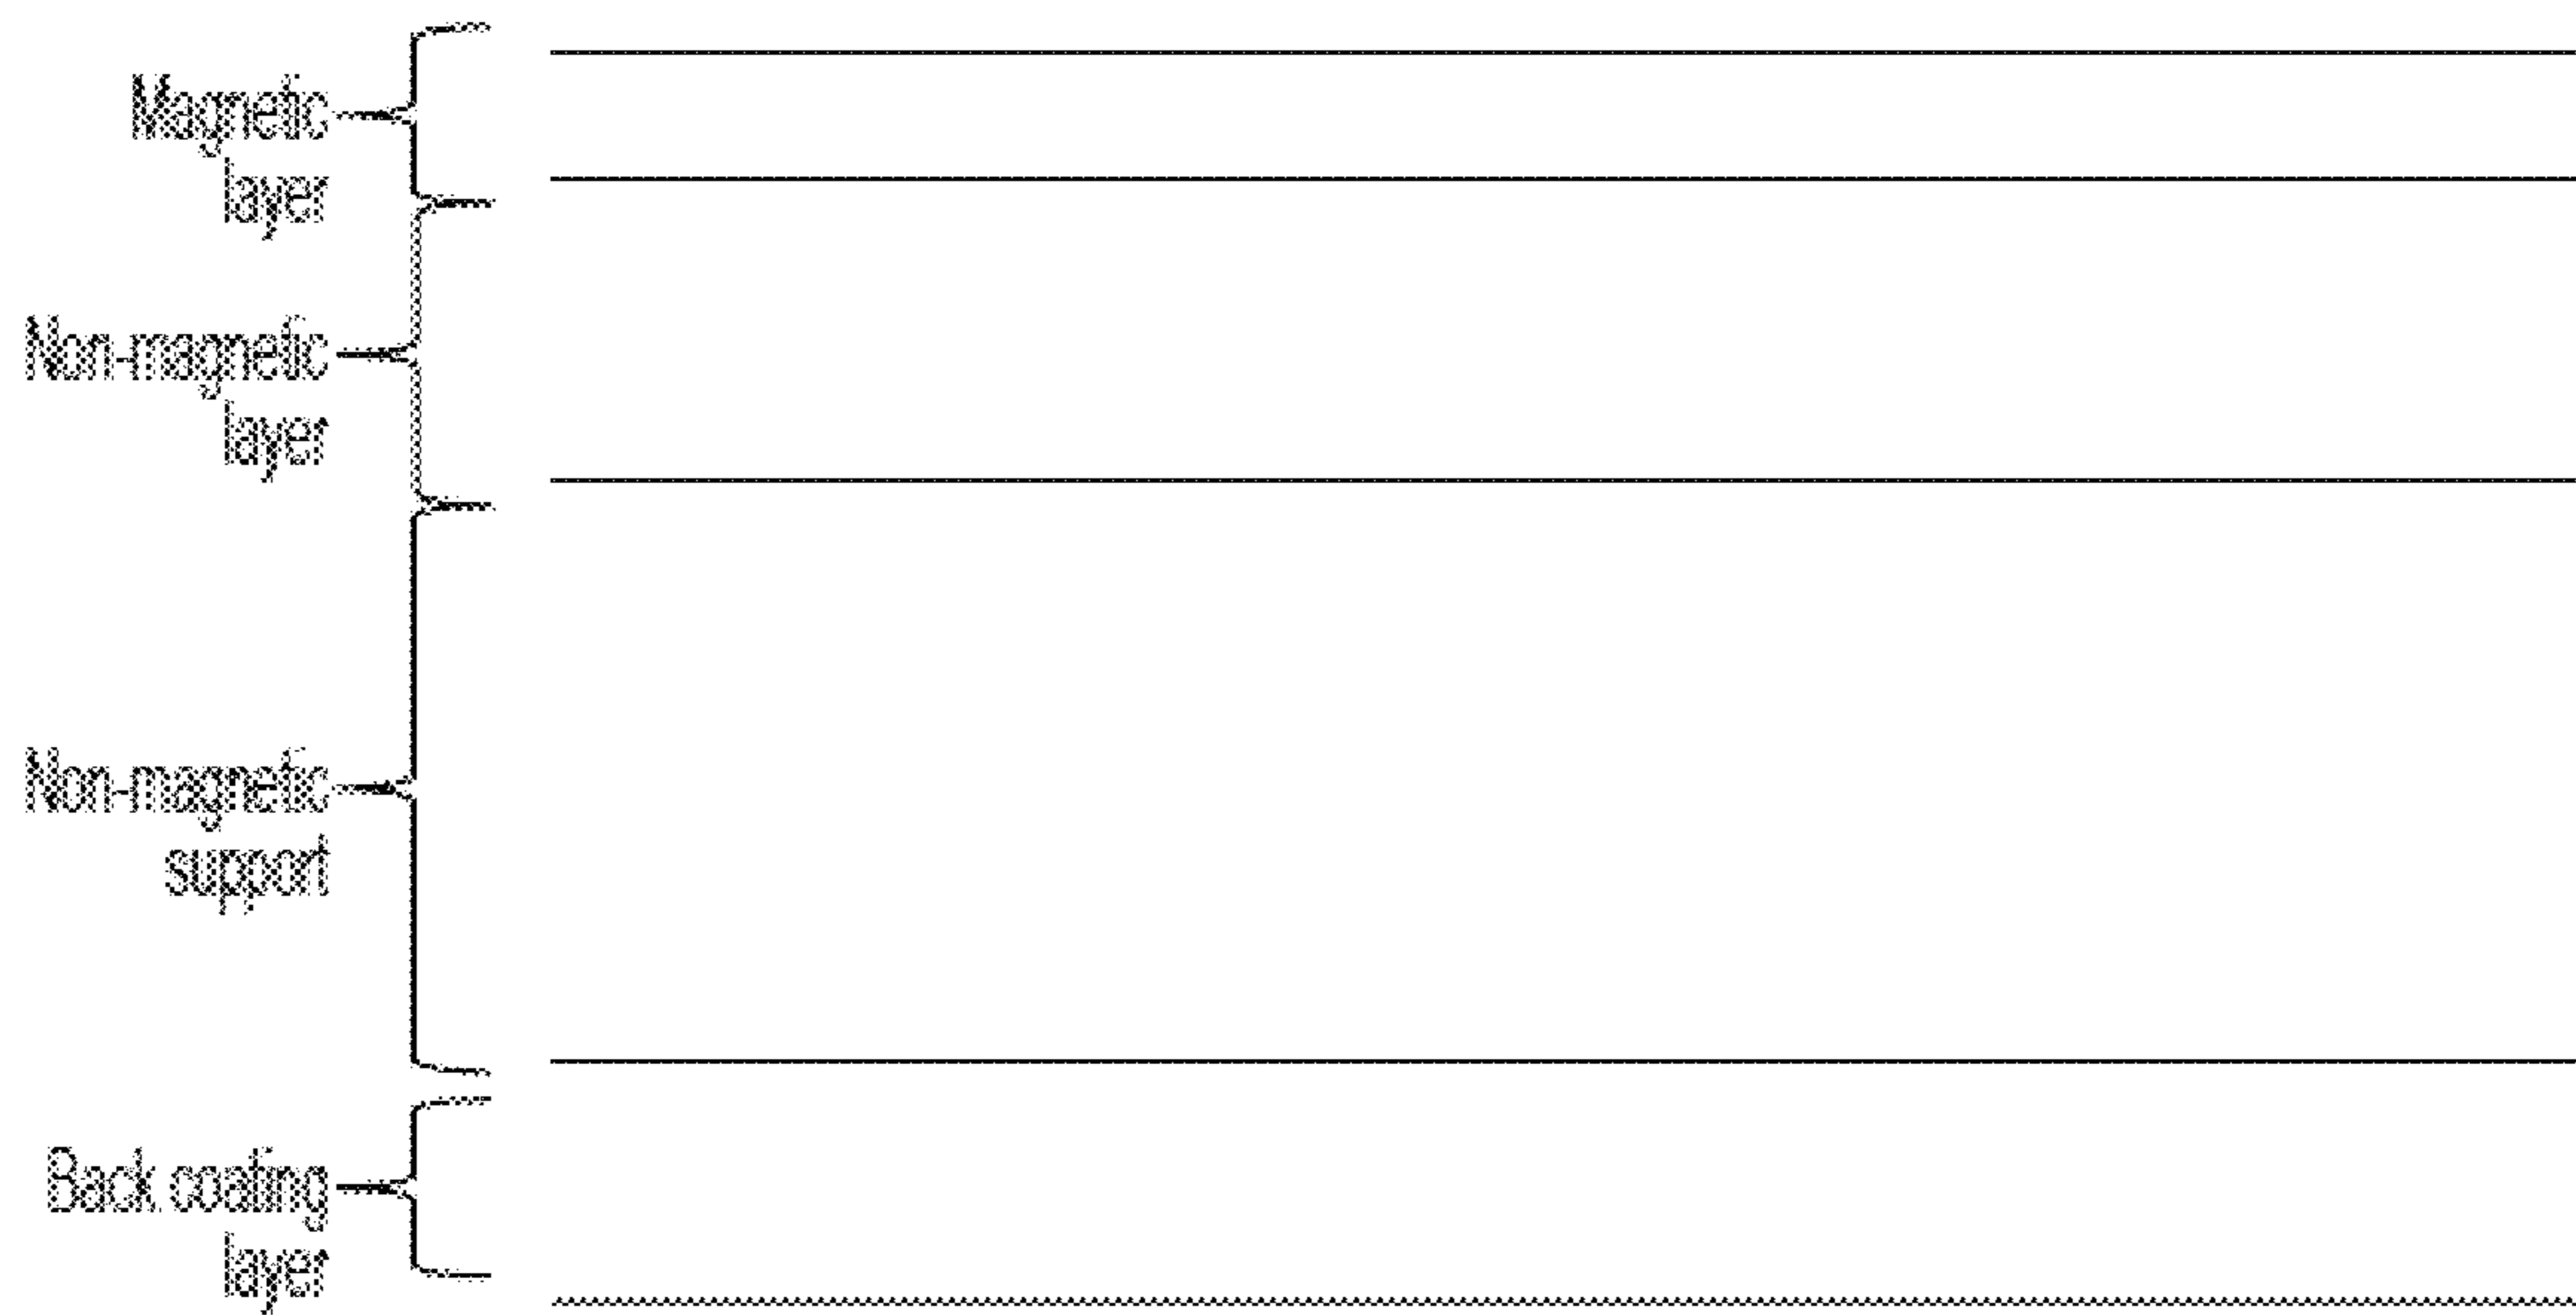 Magnetic
layer
Non-magnetic
layer
Non-magnetic
support
Back coating
layer